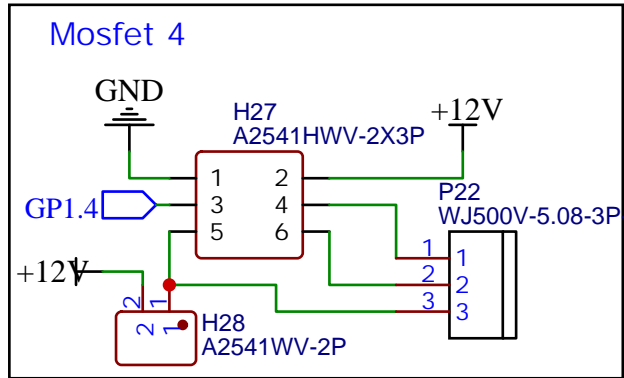 Mosfet 4
GND
H27
A2541HWV-2X3P
+12V
1 2
3 4
5 6
GP1.4
P22
WJ500V-5.08-3P
1 1
2 2
3 3
+12V
2 1
2 1
H28
A2541WV-2P